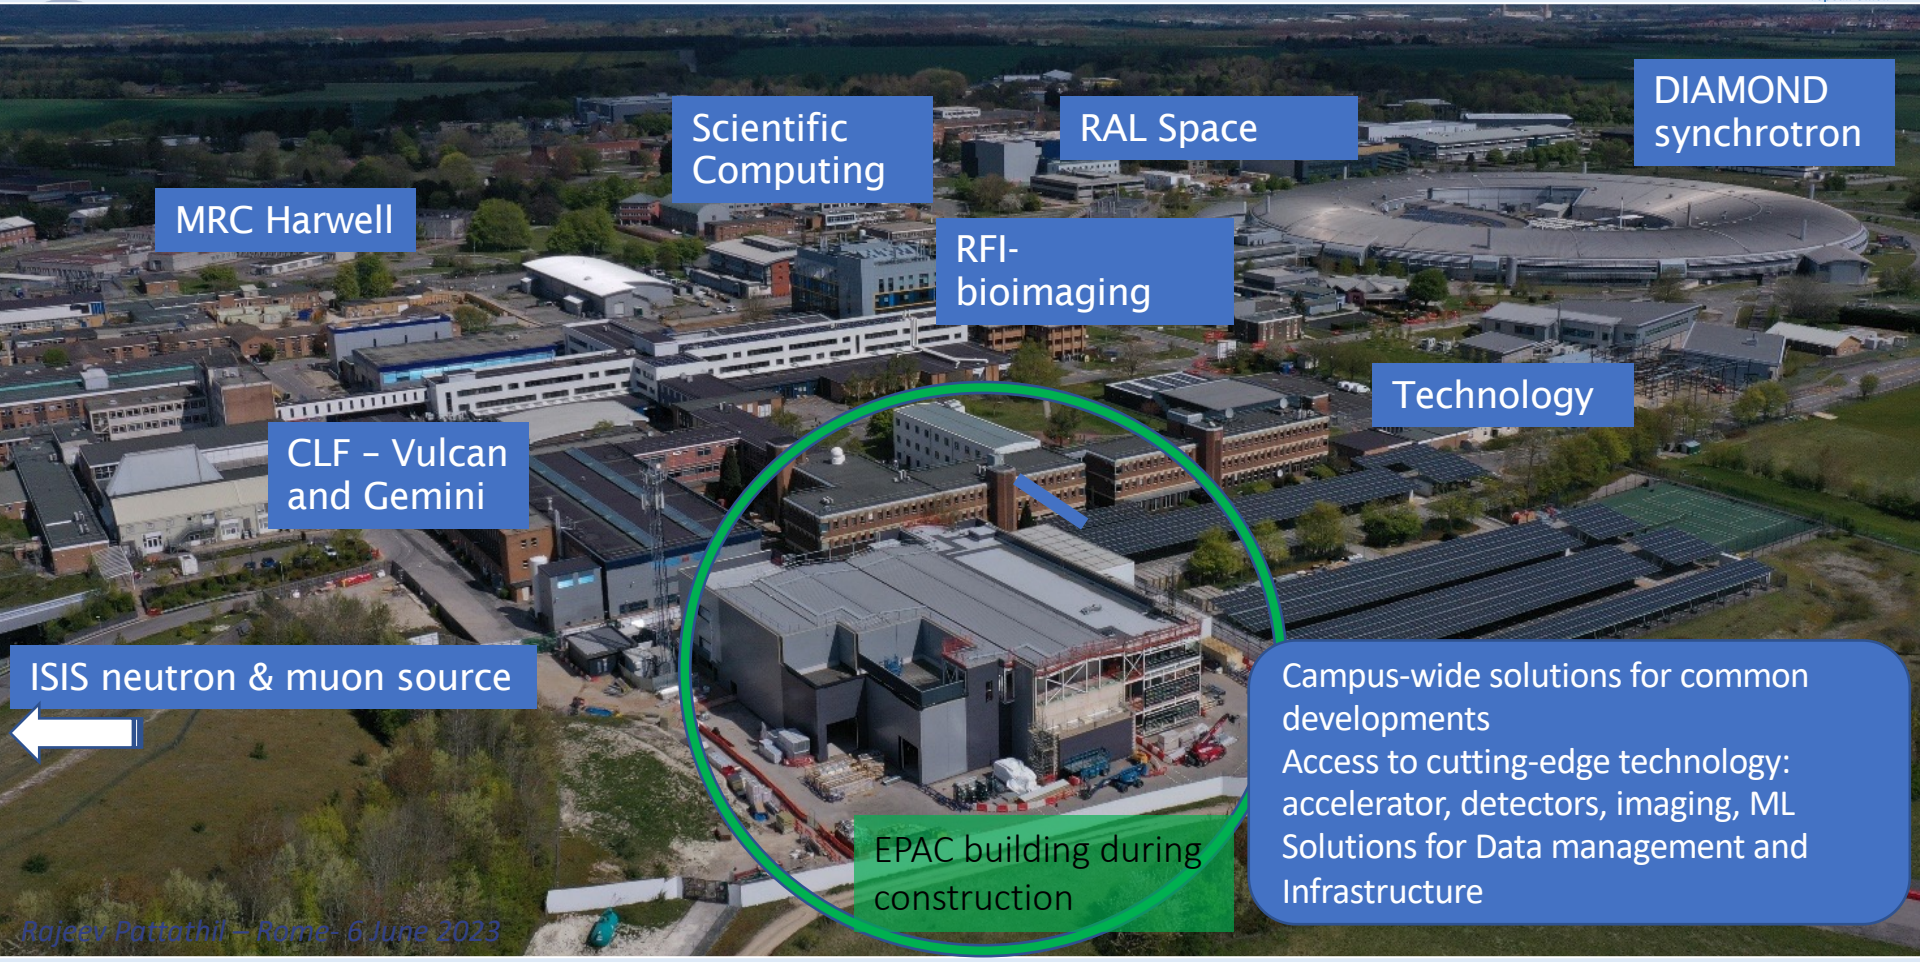 DIAMOND
synchrotron
Scientific
Computing
RAL Space
MRC Harwell
RFI-
bioimaging
Technology
CLF – Vulcan
and Gemini
ISIS neutron & muon source
Campus-wide solutions for common
developments
Access to cutting-edge technology:
accelerator, detectors, imaging, ML
Solutions for Data management and
Infrastructure
EPAC building during
construction
Rajeev Pattathil – Rome- 6 June 2023